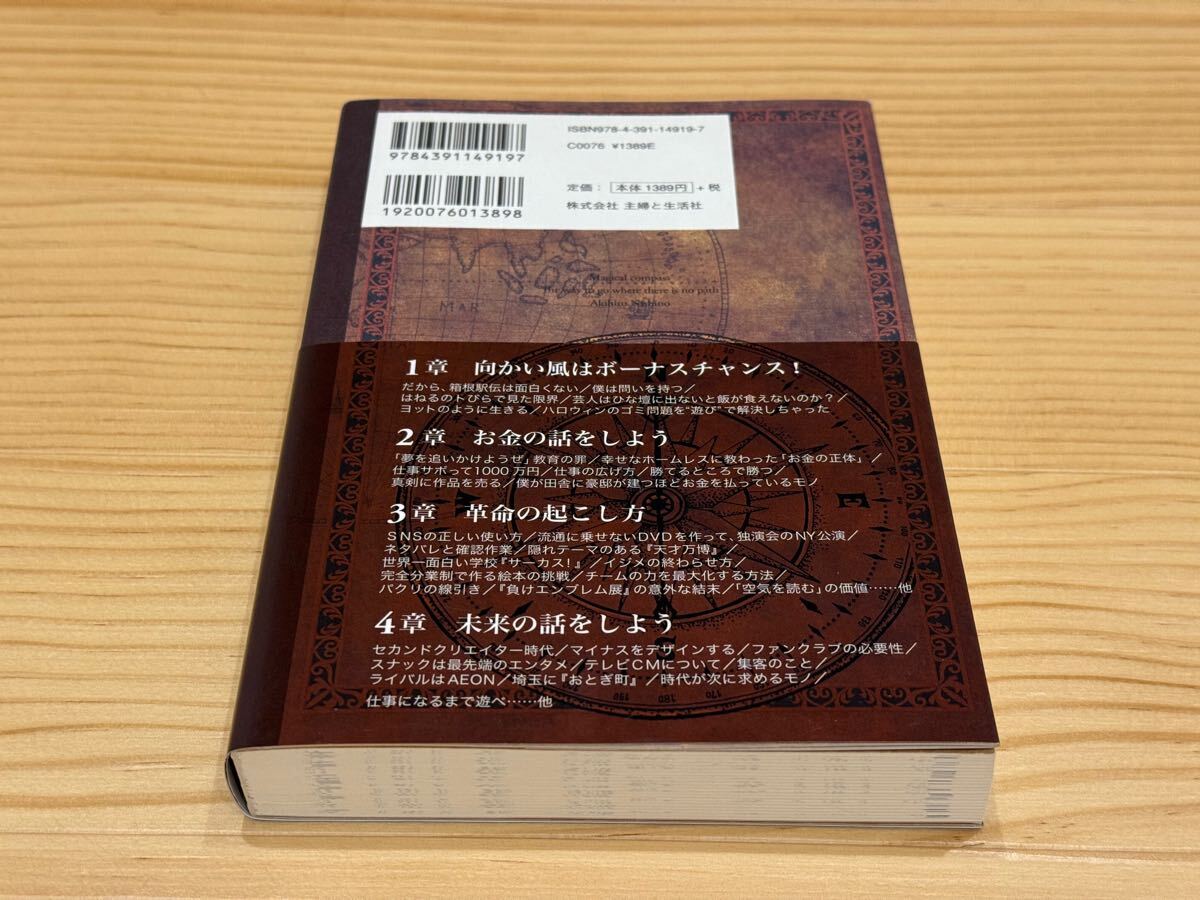 9784391149197
1920076013898
ISBN978-4-391-14919-7
C0076 ¥1389E
定価： 本体 1389円 + 税
株式会社 主婦と生活社
Magical compass
The way to go where there is no path
Akihiro Nishino
MAR
1章 向かい風はボーナスチャンス！
だから、箱根駅伝は面白くない／僕は問いを持つ／
はねるのトびらで見た限界／芸人はひな壇に出ないと飯が食えないのか？／
ヨットのように生きる／ハロウィンのゴミ問題を“遊び”で解決しちゃった
2章 お金の話をしよう
「夢を追いかけようぜ」教育の罪／幸せなホームレスに教わった「お金の正体」／
仕事サボって1000万円／仕事の広げ方／勝てるところで勝つ／
真剣に作品を売る／僕が田舎に豪邸が建つほどお金を払っているモノ
W
E
3章 革命の起こし方
SNSの正しい使い方／流通に乗せないDVDを作って、独演会のNY公演／
ネタバレと確認作業／隠れテーマのある『天才万博』／
世界一面白い学校『サーカス！』／イジメの終わらせ方／
完全分業制で作る絵本の挑戦／チームの力を最大化する方法／
パクリの線引き／『負けエンブレム展』の意外な結末／「空気を読む」の価値……他
4章 未来の話をしよう
セカンドクリエイター時代／マイナスをデザインする／ファンクラブの必要性／
スナックは最先端のエンタメ／テレビCMについて／集客のこと／
ライバルはAEON／埼玉に『おとぎ町』／時代が次に求めるモノ／
仕事になるまで遊べ……他